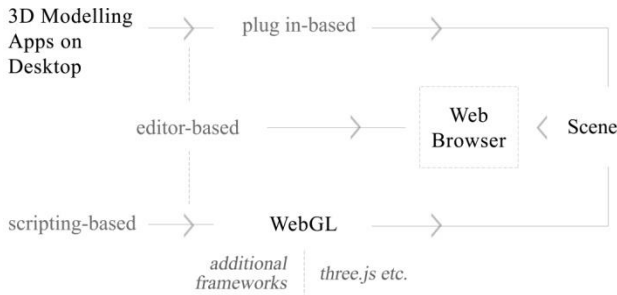 3D Modelling
Apps on
Desktop
plug in-based
editor-based
Web
Browser
Scene
scripting-based
WebGL
additional
frameworks
three.js etc.